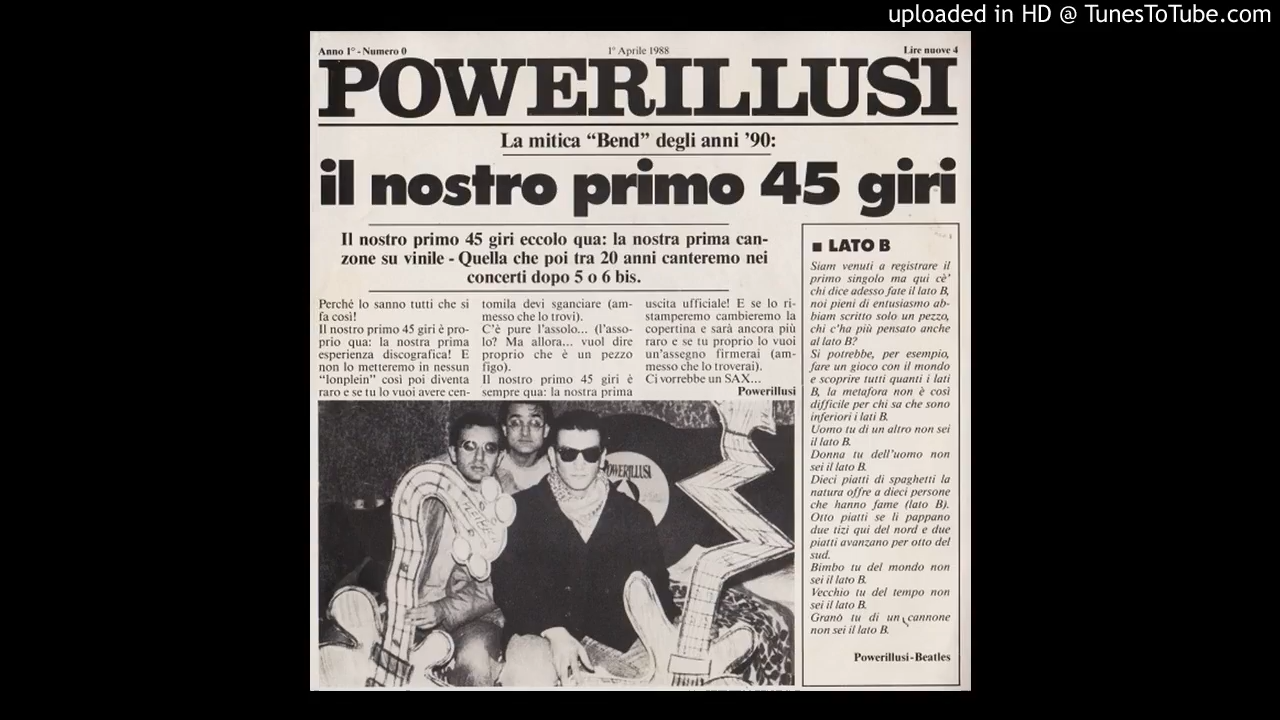 uploaded in HD @ TunesToTube.com
Anno 1° - Numero 0
1° Aprile 1988
Lire nuove 4
POWERILLUSI
La mitica “Bend” degli anni ’90:
il nostro primo 45 giri
Il nostro primo 45 giri eccolo qua: la nostra prima can-
zone su vinile - Quella che poi tra 20 anni canteremo nei
concerti dopo 5 o 6 bis.
Perché lo sanno tutti che si
fa così!
Il nostro primo 45 giri è pro-
prio qua: la nostra prima
esperienza discografica! E
non lo metteremo in nessun
“lonplein” così poi diventa
raro e se tu lo vuoi avere cen-
tomila devi sganciare (am-
messo che lo trovi).
C’è pure l’assolo... (l’asso-
lo? Ma allora... vuol dire
proprio che è un pezzo
figo).
Il nostro primo 45 giri è
sempre qua: la nostra prima
uscita ufficiale! E se lo ri-
stamperemo cambieremo la
copertina e sarà ancora più
raro e se tu proprio lo vuoi
un’assegno firmerai (am-
messo che lo troverai).
Ci vorrebbe un SAX...
Powerillusi
POWERILLUSI
■ LATO B
Siam venuti a registrare il
primo singolo ma qui cè’
chi dice adesso fate il lato B,
noi pieni di entusiasmo ab-
biam scritto solo un pezzo,
chi c’ha più pensato anche
al lato B?
Si potrebbe, per esempio,
fare un gioco con il mondo
e scoprire tutti quanti i lati
B, la metafora non è così
difficile per chi sa che sono
inferiori i lati B.
Uomo tu di un altro non sei
il lato B.
Donna tu dell’uomo non
sei il lato B.
Dieci piatti di spaghetti la
natura offre a dieci persone
che hanno fame (lato B).
Otto piatti se li pappano
due tizi qui del nord e due
piatti avanzano per otto del
sud.
Bimbo tu del mondo non
sei il lato B.
Vecchio tu del tempo non
sei il lato B.
Grano tu di un cannone
non sei il lato B.
Powerillusi-Beatles